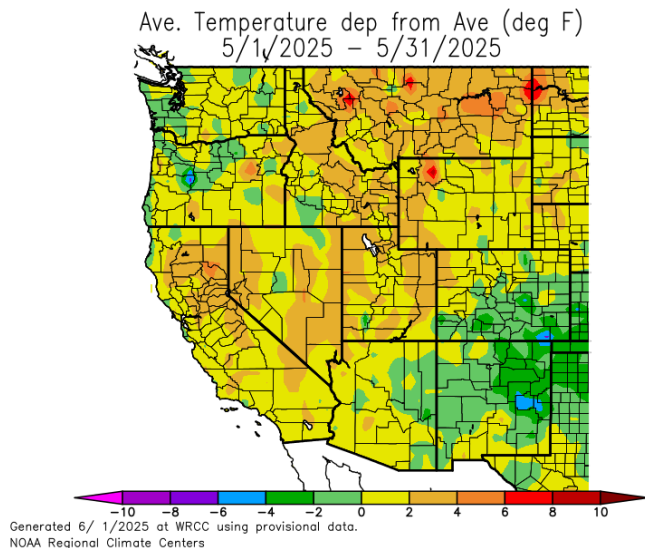 Ave. Temperature dep from Ave (deg F)
5/1/2025 – 5/31/2025
-10 -8 -6 -4 -2 0 2 4 6 8 10
Generated 6/ 1/2025 at WRCC using provisional data.
NOAA Regional Climate Centers